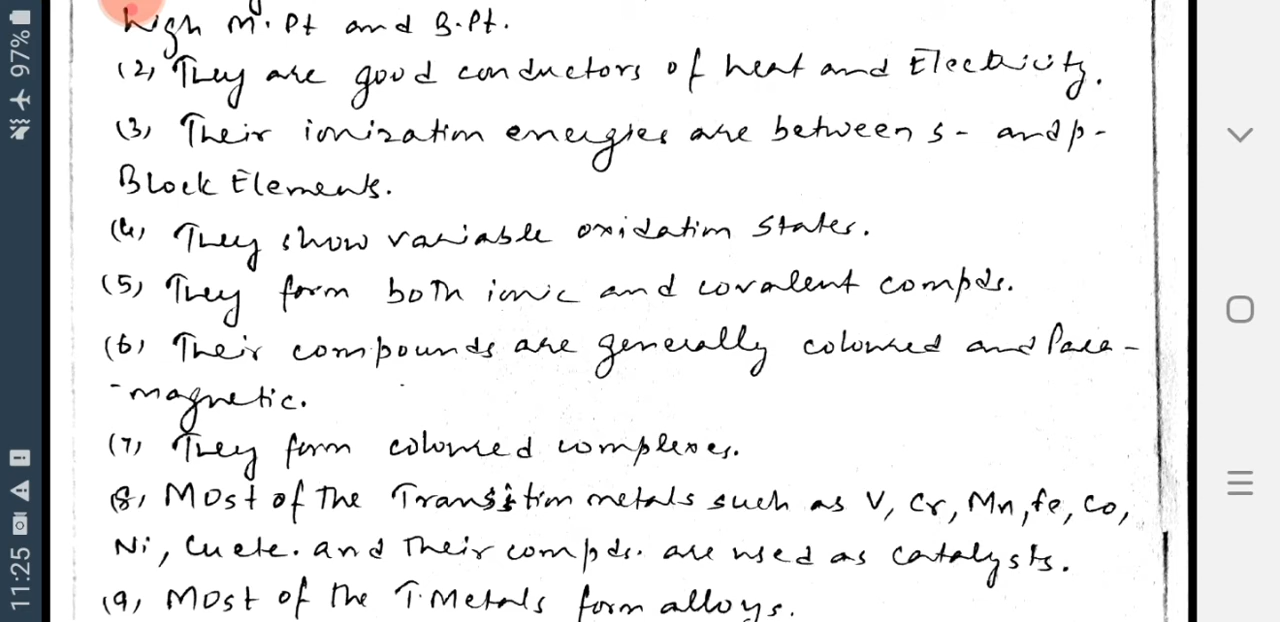 high M. Pt and B.Pt.
(2) They are good conductors of heat and Electricity.
(3) Their ionization energies are between s- and p-
Block Elements.
(4) They show variable oxidation states.
(5) They form both ionic and covalent compds.
(6) Their compounds are generally coloured and Para-
-magnetic.
(7) They form coloured complexes.
(8) Most of the Transition metals such as V, Cr, Mn, Fe, Co,
Ni, Cu etc. and Their compds. are used as catalysts.
(9) Most of the T.Metals form alloys.
11:25
97%